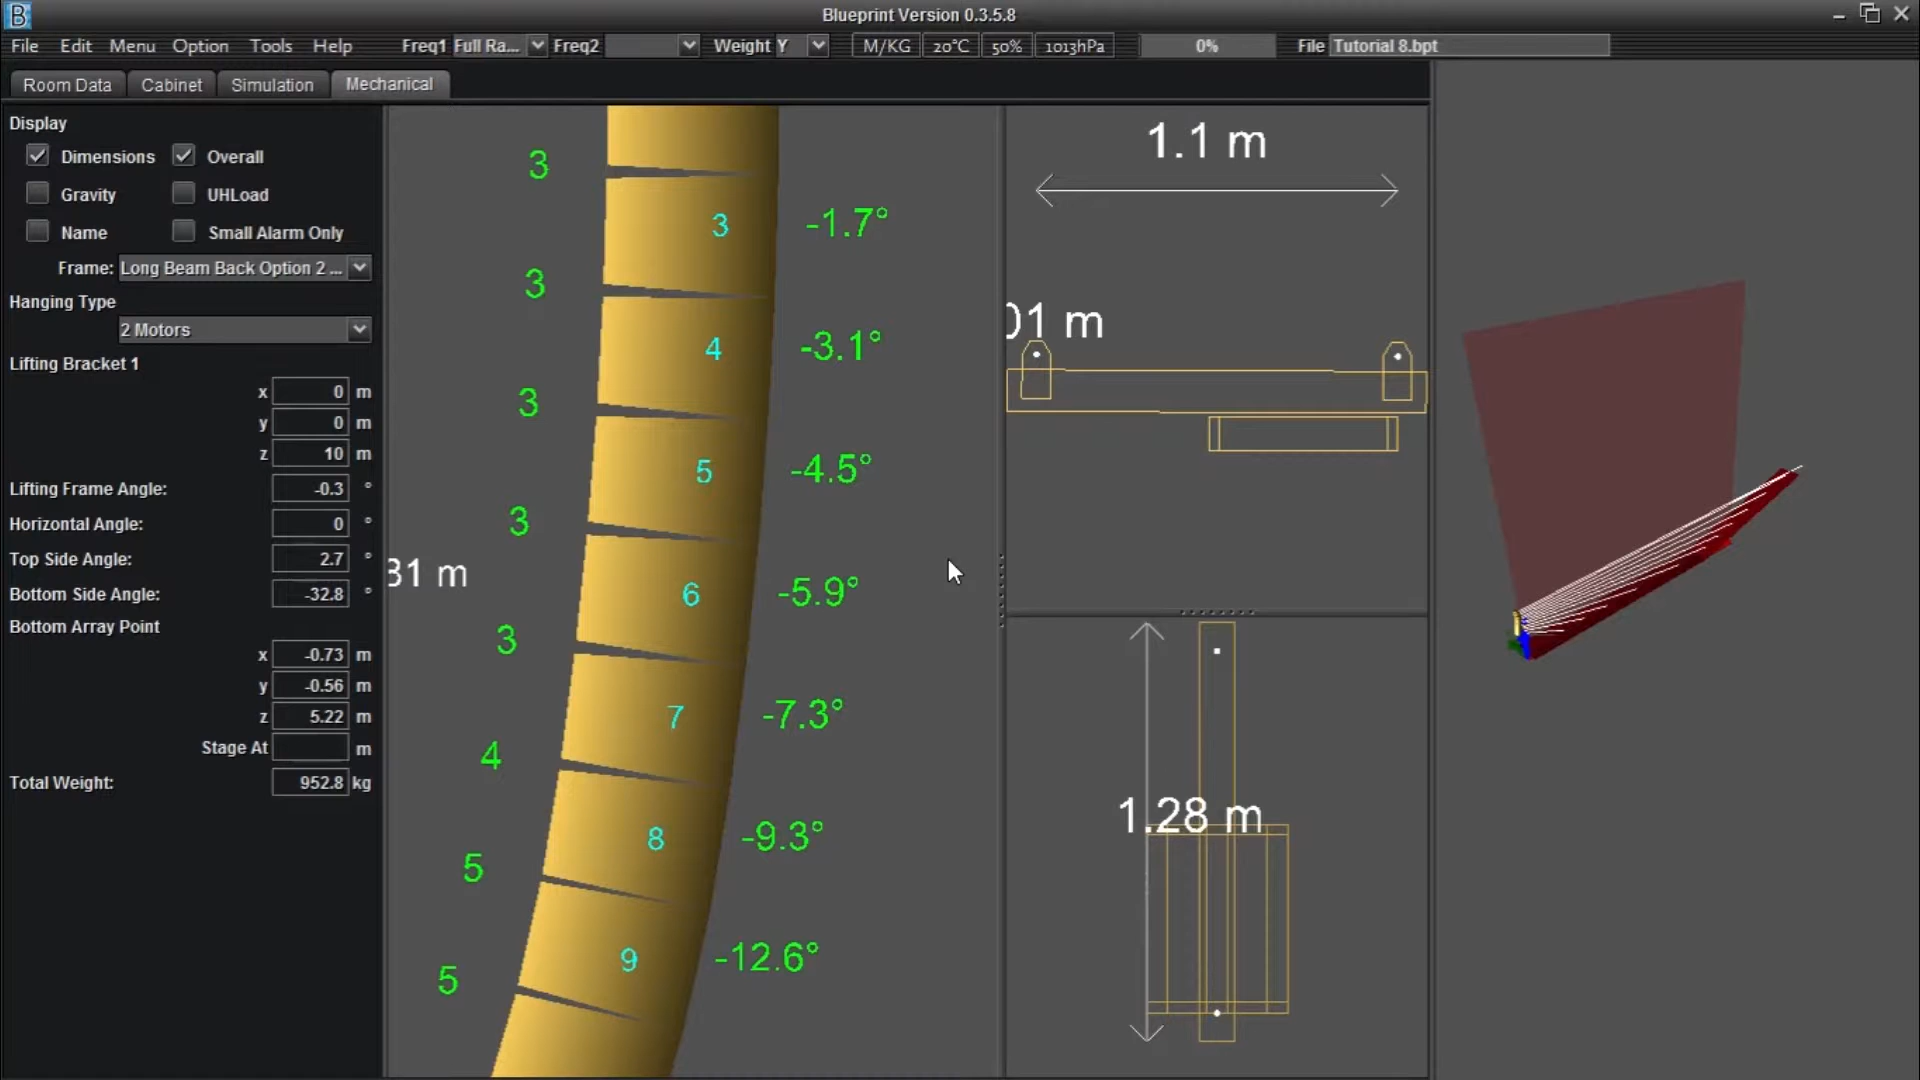 B Blueprint Version 0.3.5.8
File Edit Menu Option Tools Help Freq1 Full Ra... Freq2 Weight Y M/KG 20°C 50% 1013hPa 0% File Tutorial 8.bpt
Room Data Cabinet Simulation Mechanical
Display
Dimensions Overall
Gravity UHLoad
Name Small Alarm Only
Frame: Long Beam Back Option 2 ...
Hanging Type
2 Motors
Lifting Bracket 1
x 0 m
y 0 m
z 10 m
Lifting Frame Angle: -0.3 °
Horizontal Angle: 0 °
Top Side Angle: 2.7 °
Bottom Side Angle: -32.8 °
Bottom Array Point
x -0.73 m
y -0.56 m
z 5.22 m
Stage At m
Total Weight: 952.8 kg
3
3 -1.7°
3
4 -3.1°
3
5 -4.5°
3
31 m
6 -5.9°
3
7 -7.3°
4
8 -9.3°
5
9 -12.6°
5
1.1 m
01 m
1.28 m